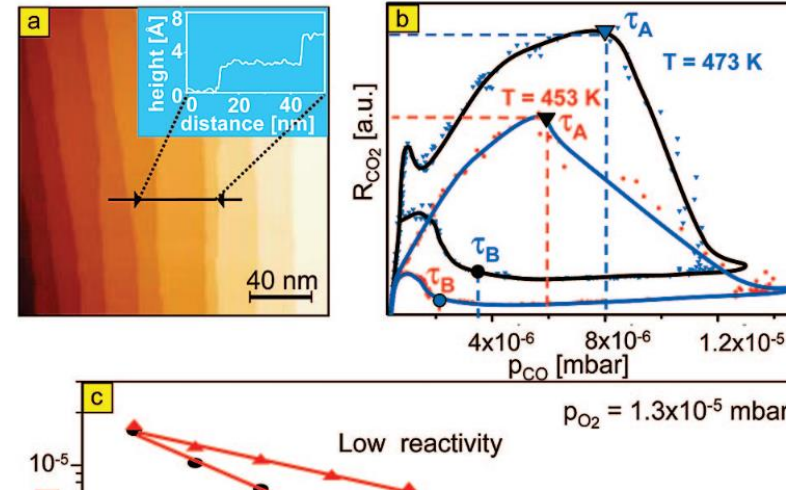 a
height [Å]
8
4
0
0 20 40
distance [nm]
40 nm
b
τA
T = 473 K
T = 453 K
τA
τB
τB
RCO2 [a.u.]
4x10-6 8x10-6 1.2x10-5
pCO [mbar]
c
pO2 = 1.3x10-5 mbar
Low reactivity
10-5